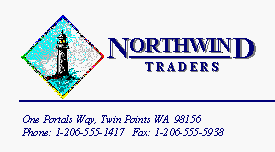 NORTHWIND
TRADERS
One Portals Way, Twin Points WA 98156
Phone: 1-206-555-1417 Fax: 1-206-555-5938